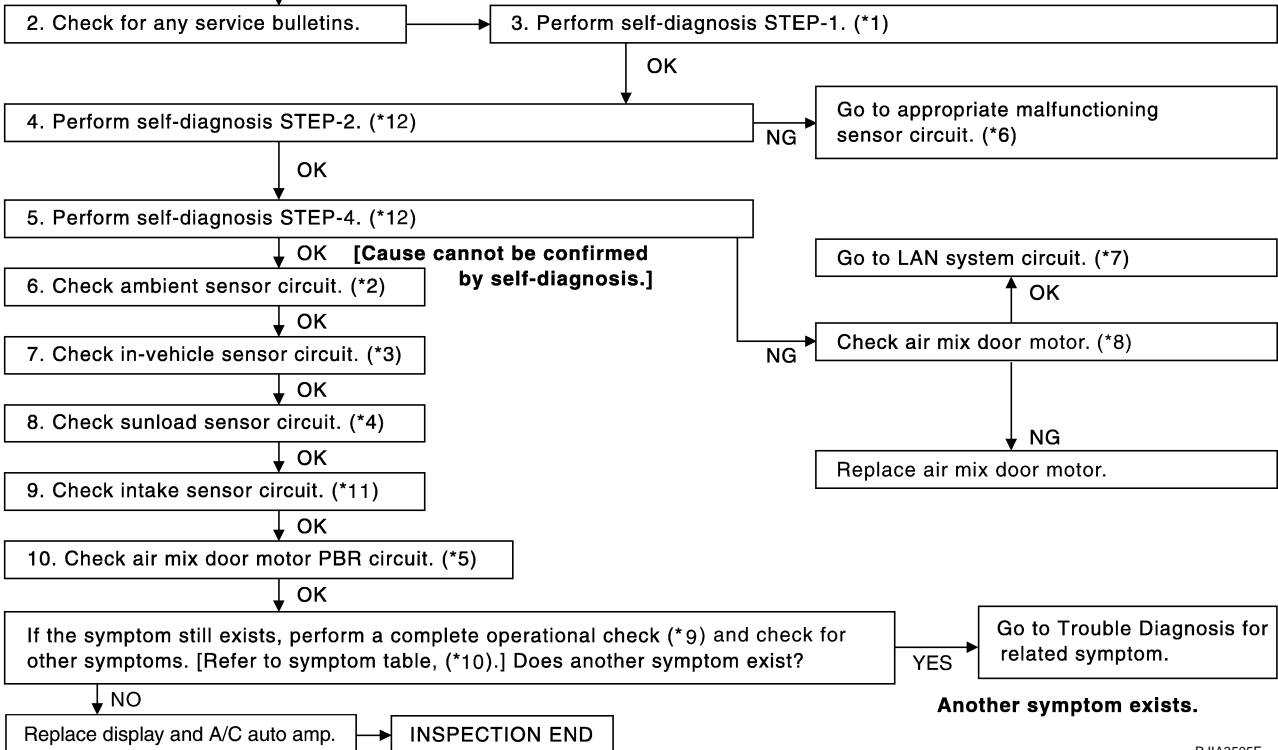 2. Check for any service bulletins.
3. Perform self-diagnosis STEP-1. (*1)
OK
4. Perform self-diagnosis STEP-2. (*12)
NG
Go to appropriate malfunctioning
sensor circuit. (*6)
OK
5. Perform self-diagnosis STEP-4. (*12)
OK
[Cause cannot be confirmed
by self-diagnosis.]
Go to LAN system circuit. (*7)
OK
NG
Check air mix door motor. (*8)
NG
Replace air mix door motor.
6. Check ambient sensor circuit. (*2)
OK
7. Check in-vehicle sensor circuit. (*3)
OK
8. Check sunload sensor circuit. (*4)
OK
9. Check intake sensor circuit. (*11)
OK
10. Check air mix door motor PBR circuit. (*5)
OK
If the symptom still exists, perform a complete operational check (*9) and check for
other symptoms. [Refer to symptom table, (*10).] Does another symptom exist?
YES
Go to Trouble Diagnosis for
related symptom.
Another symptom exists.
NO
Replace display and A/C auto amp.
INSPECTION END